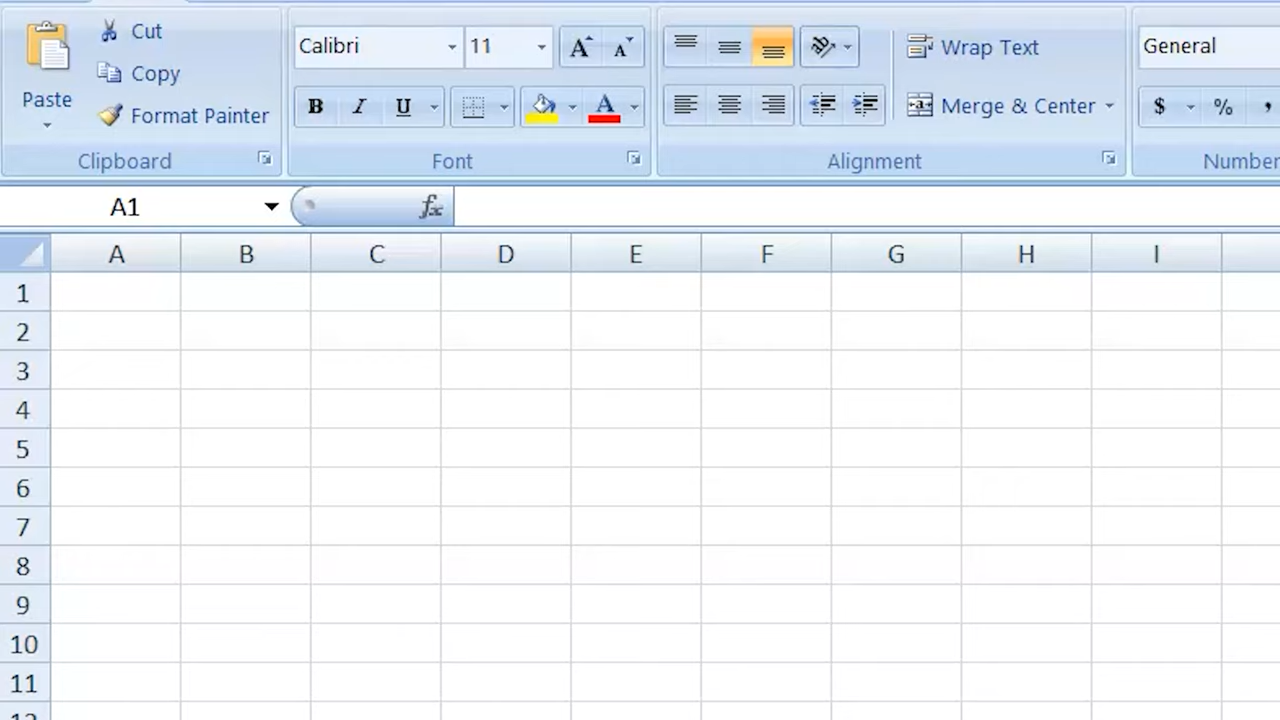 Cut
Calibri 11 A A
Wrap Text
General
Copy
Paste
Format Painter
B I U A
Merge & Center
$ % ,
Clipboard
Font
Alignment
Number
A1
fx
A B C D E F G H I
1
2
3
4
5
6
7
8
9
10
11